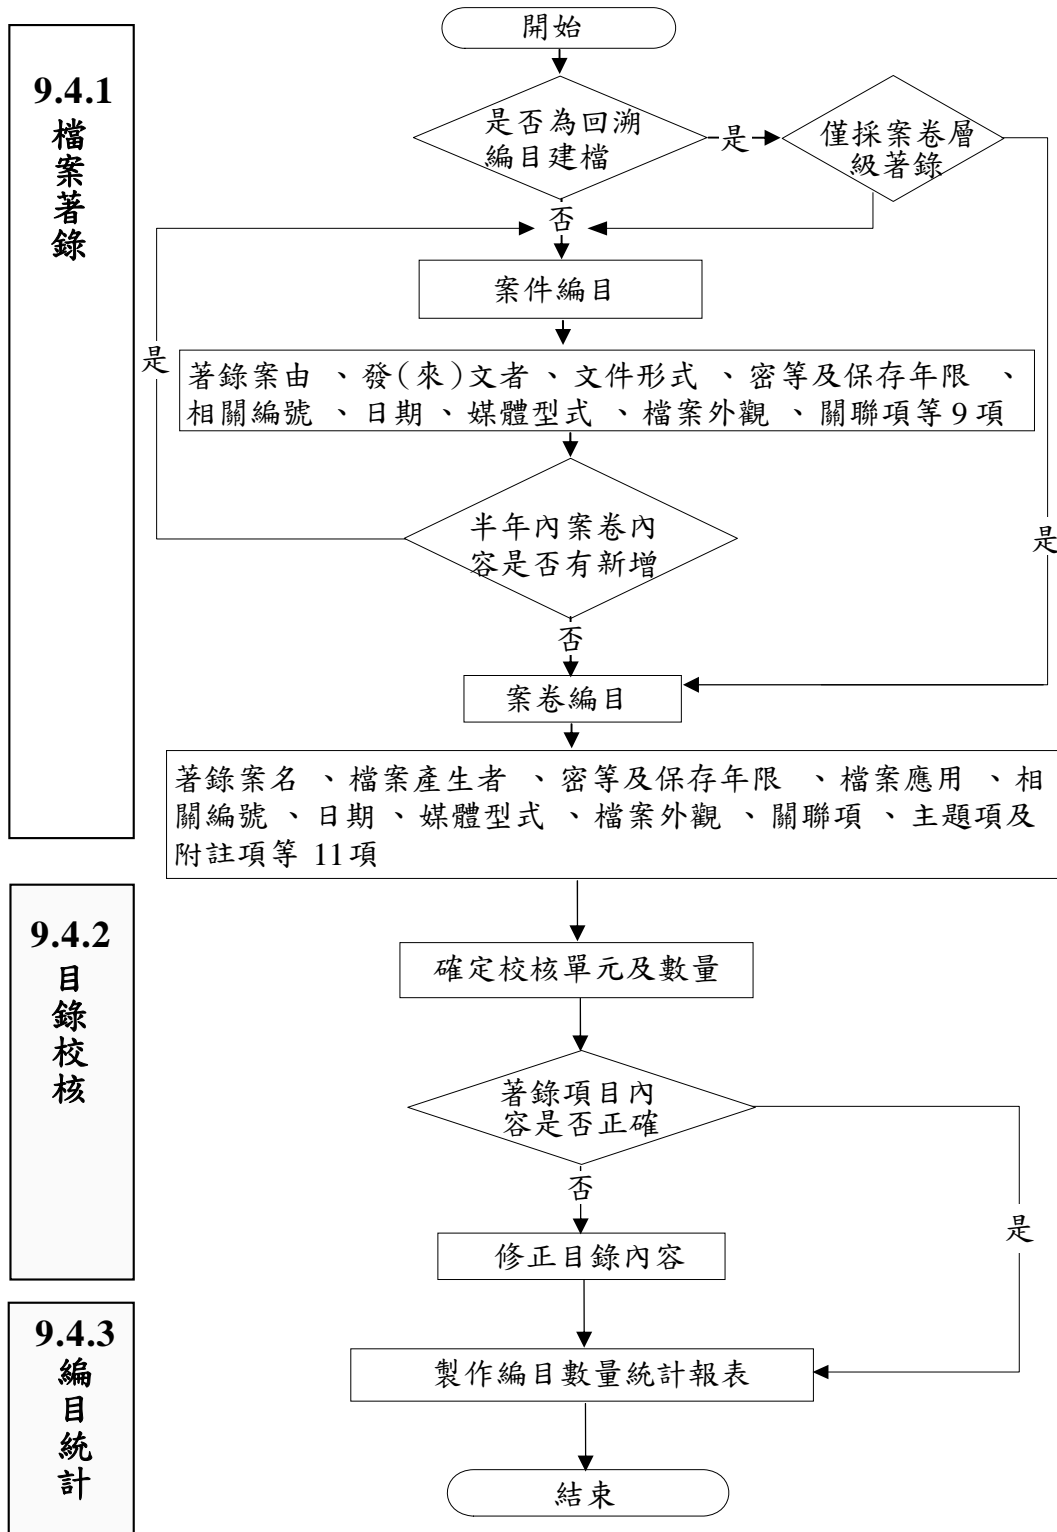 開始
9.4.1
檔案著錄
是否為回溯
編目建檔
是
僅採案卷層
級著錄
否
案件編目
是
著錄案由 、發(來)文者 、文件形式 、密等及保存年限 、
相關編號 、日期 、媒體型式 、檔案外觀 、關聯項等 9 項
半年內案卷內
容是否有新增
是
否
案卷編目
著錄案名 、檔案產生者 、密等及保存年限 、檔案應用 、相
關編號 、日期 、媒體型式 、檔案外觀 、關聯項 、主題項及
附註項等 11 項
9.4.2
目錄校核
確定校核單元及數量
著錄項目內
容是否正確
否
是
修正目錄內容
9.4.3
編目統計
製作編目數量統計報表
結束